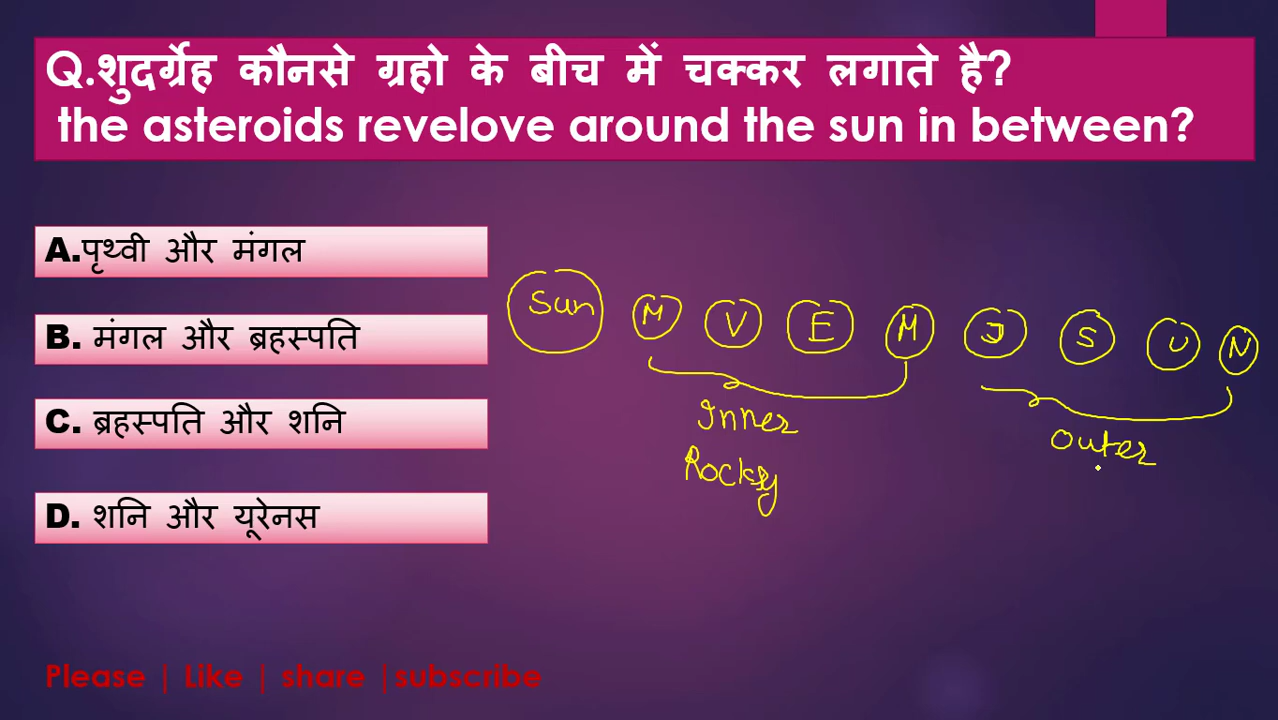 Q.शुदर्ग्रेह कौनसे ग्रहो के बीच में चक्कर लगाते है?
the asteroids revelove around the sun in between?
A.पृथ्वी और मंगल
B. मंगल और ब्रहस्पति
C. ब्रहस्पति और शनि
D. शनि और यूरेनस
Sun M V E M J S U N
Inner
Rocky
Outer
Please | Like | share |subscribe